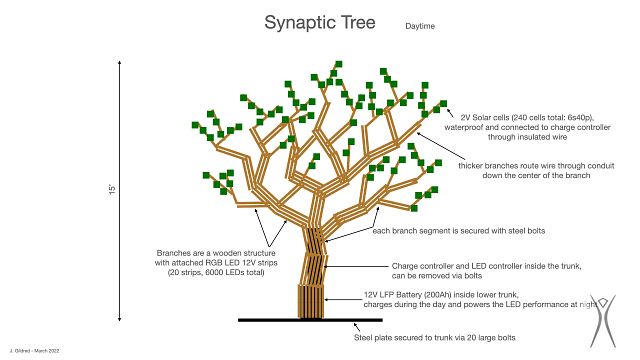 Synaptic Tree
Daytime
2V Solar cells (240 cells total; 6s40p),
waterproof and connected to charge controller
through insulated wire
thicker branches route wire through conduit
down the center of the branch
15'
each branch segment is secured with steel bolts
Branches are a wooden structure
with attached RGB LED 12V strips
(20 strips, 6000 LEDs total)
Charge controller and LED controller inside the trunk,
can be removed via bolts
12V LFP Battery (200Ah) inside lower trunk,
charges during the day and powers the LED performance at night
Steel plate secured to trunk via 20 large bolts
J. Gildred - March 2022